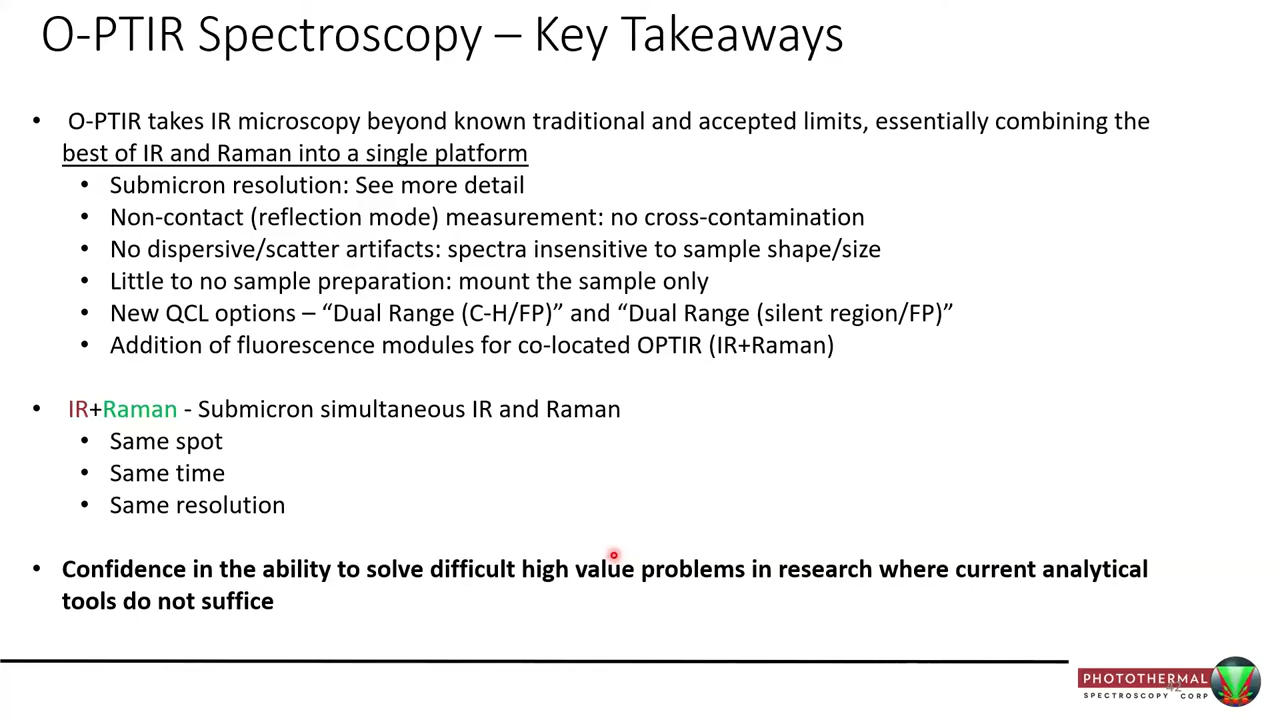 O-PTIR Spectroscopy – Key Takeaways
• O-PTIR takes IR microscopy beyond known traditional and accepted limits, essentially combining the
best of IR and Raman into a single platform
• Submicron resolution: See more detail
• Non-contact (reflection mode) measurement: no cross-contamination
• No dispersive/scatter artifacts: spectra insensitive to sample shape/size
• Little to no sample preparation: mount the sample only
• New QCL options – “Dual Range (C-H/FP)” and “Dual Range (silent region/FP)”
• Addition of fluorescence modules for co-located OPTIR (IR+Raman)
• IR+Raman - Submicron simultaneous IR and Raman
• Same spot
• Same time
• Same resolution
• Confidence in the ability to solve difficult high value problems in research where current analytical
tools do not suffice
PHOTOTHERMAL
42
SPECTROSCOPY CORP